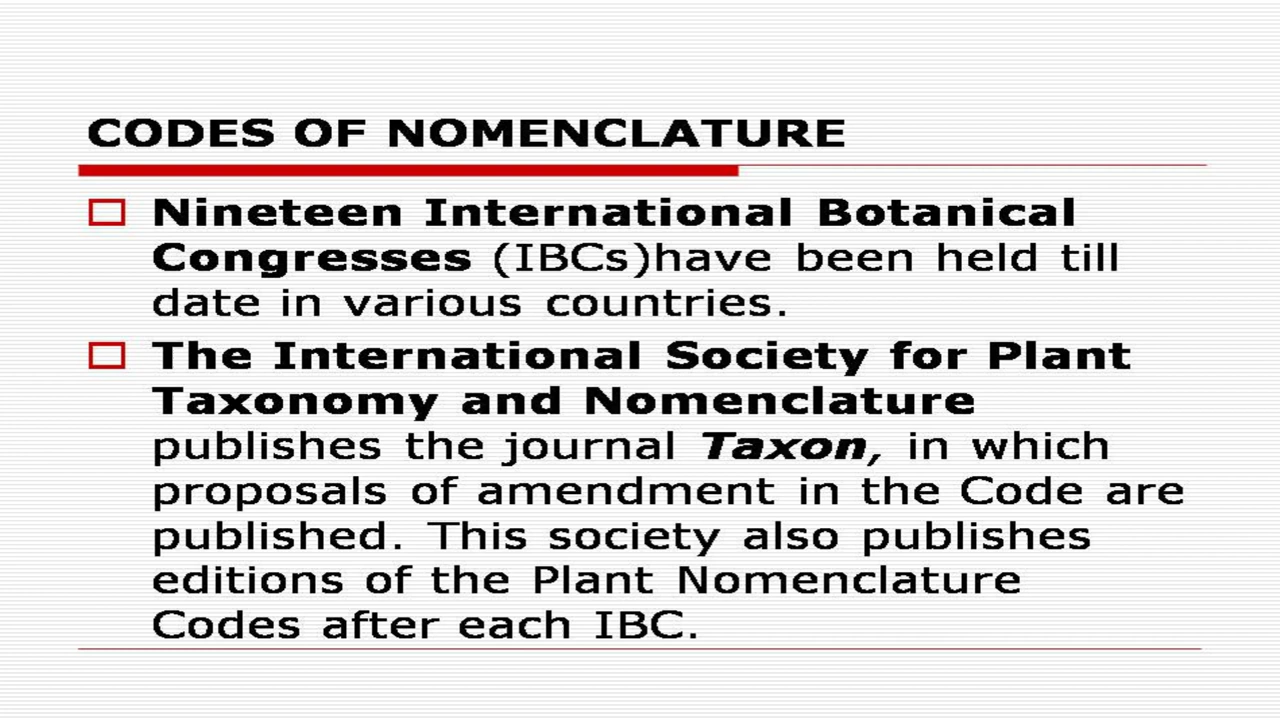 CODES OF NOMENCLATURE
Nineteen International Botanical
Congresses (IBCs)have been held till
date in various countries.
The International Society for Plant
Taxonomy and Nomenclature
publishes the journal Taxon, in which
proposals of amendment in the Code are
published. This society also publishes
editions of the Plant Nomenclature
Codes after each IBC.